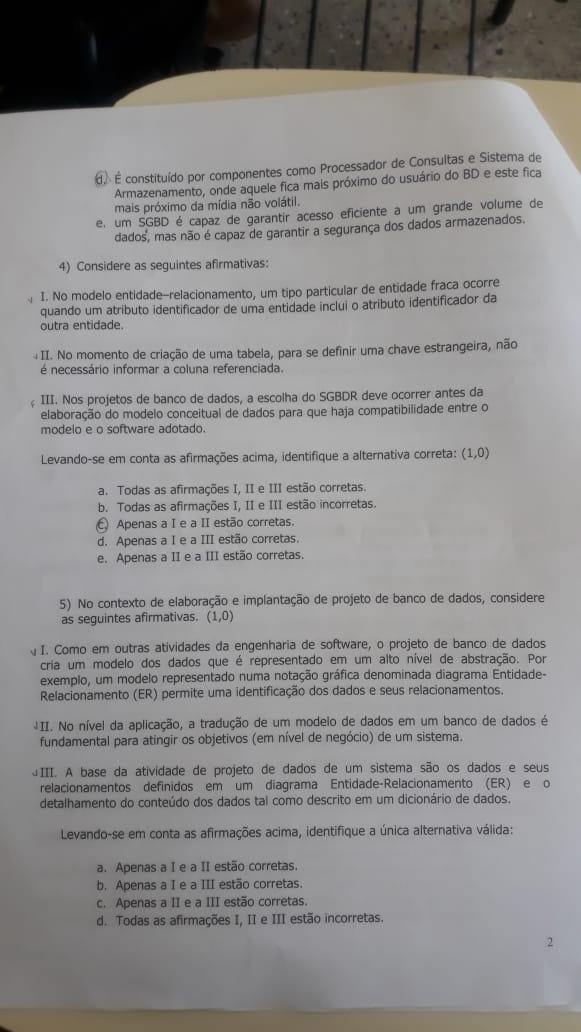 d. É constituído por componentes como Processador de Consultas e Sistema de
Armazenamento, onde aquele fica mais próximo do usuário do BD e este fica
mais próximo da mídia não volátil.
e. um SGBD é capaz de garantir acesso eficiente a um grande volume de
dados, mas não é capaz de garantir a segurança dos dados armazenados.
4) Considere as seguintes afirmativas:
I. No modelo entidade–relacionamento, um tipo particular de entidade fraca ocorre
quando um atributo identificador de uma entidade inclui o atributo identificador da
outra entidade.
II. No momento de criação de uma tabela, para se definir uma chave estrangeira, não
é necessário informar a coluna referenciada.
III. Nos projetos de banco de dados, a escolha do SGBDR deve ocorrer antes da
elaboração do modelo conceitual de dados para que haja compatibilidade entre o
modelo e o software adotado.
Levando-se em conta as afirmações acima, identifique a alternativa correta: (1,0)
a. Todas as afirmações I, II e III estão corretas.
b. Todas as afirmações I, II e III estão incorretas.
c. Apenas a I e a II estão corretas.
d. Apenas a I e a III estão corretas.
e. Apenas a II e a III estão corretas.
5) No contexto de elaboração e implantação de projeto de banco de dados, considere
as seguintes afirmativas. (1,0)
I. Como em outras atividades da engenharia de software, o projeto de banco de dados
cria um modelo dos dados que é representado em um alto nível de abstração. Por
exemplo, um modelo representado numa notação gráfica denominada diagrama Entidade-
Relacionamento (ER) permite uma identificação dos dados e seus relacionamentos.
II. No nível da aplicação, a tradução de um modelo de dados em um banco de dados é
fundamental para atingir os objetivos (em nível de negócio) de um sistema.
III. A base da atividade de projeto de dados de um sistema são os dados e seus
relacionamentos definidos em um diagrama Entidade-Relacionamento (ER) e o
detalhamento do conteúdo dos dados tal como descrito em um dicionário de dados.
Levando-se em conta as afirmações acima, identifique a única alternativa válida:
a. Apenas a I e a II estão corretas.
b. Apenas a I e a III estão corretas.
c. Apenas a II e a III estão corretas.
d. Todas as afirmações I, II e III estão incorretas.
2